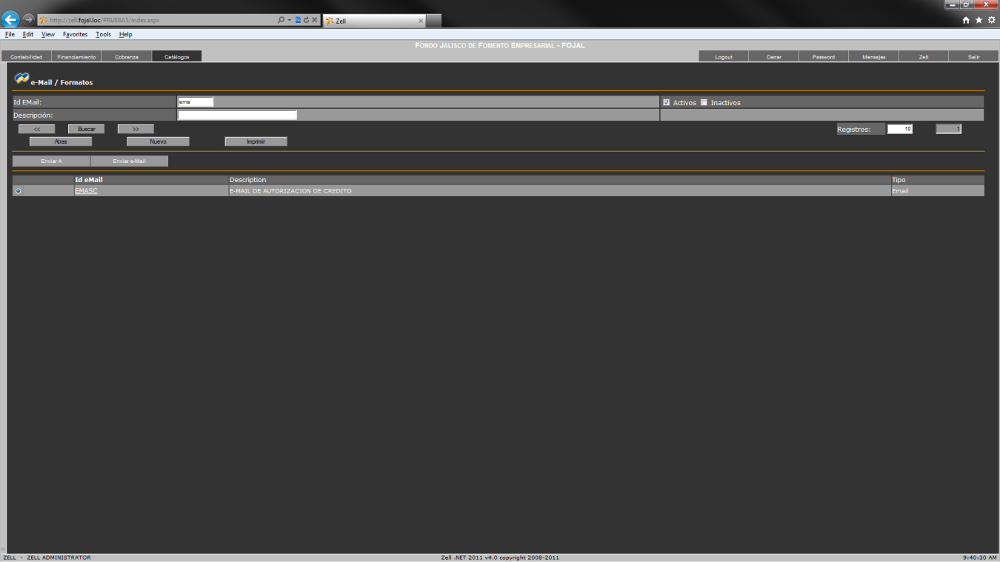 http://zell.fojal.loc/PRUEBAS/index.aspx
Zell
File Edit View Favorites Tools Help
FONDO JALISCO DE FOMENTO EMPRESARIAL - FOJAL
Contabilidad Financiamiento Cobranza Catálogos Logout Cerrar Password Mensajes Zell Salir
e-Mail / Formatos
Id EMail: ema Activos Inactivos
Descripción:
<< Buscar >> Registros: 10 1
Atras Nuevo Imprimir
Enviar A Enviar e-Mail
Id eMail Description Tipo
EMASC E-MAIL DE AUTORIZACION DE CREDITO Email
ZELL - ZELL ADMINISTRATOR Zell .NET 2011 v4.0 copyright 2008-2011 9:40:30 AM